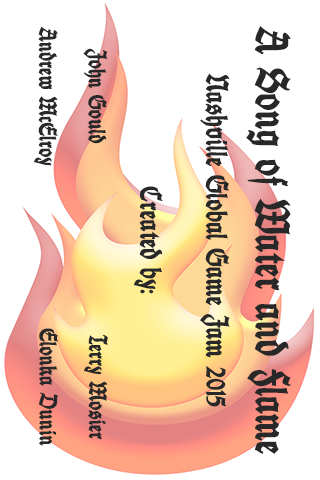 A Song of Water and Flame
Nashville Global Game Jam 2015
Created by:
John Gould
Terry Mosier
Andrew McElroy
Elonka Dunin